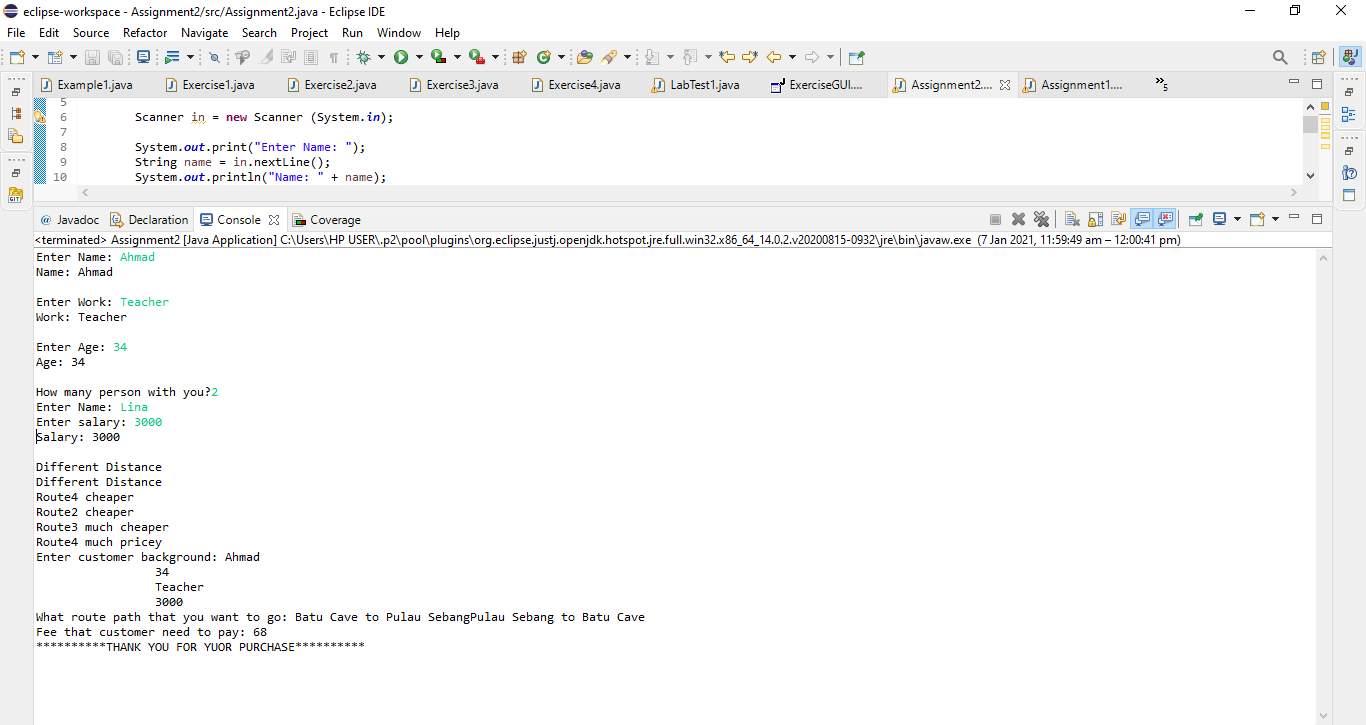 eclipse-workspace - Assignment2/src/Assignment2.java - Eclipse IDE
File Edit Source Refactor Navigate Search Project Run Window Help
Example1.java Exercise1.java Exercise2.java Exercise3.java Exercise4.java LabTest1.java ExerciseGUI.... Assignment2.... Assignment1.... »5
5
6 Scanner in = new Scanner (System.in);
7
8 System.out.print("Enter Name: ");
9 String name = in.nextLine();
10 System.out.println("Name: " + name);
@ Javadoc Declaration Console Coverage
<terminated> Assignment2 [Java Application] C:\Users\HP USER\.p2\pool\plugins\org.eclipse.justj.openjdk.hotspot.jre.full.win32.x86_64_14.0.2.v20200815-0932\jre\bin\javaw.exe (7 Jan 2021, 11:59:49 am – 12:00:41 pm)
Enter Name: Ahmad
Name: Ahmad
Enter Work: Teacher
Work: Teacher
Enter Age: 34
Age: 34
How many person with you?2
Enter Name: Lina
Enter salary: 3000
Salary: 3000
Different Distance
Different Distance
Route4 cheaper
Route2 cheaper
Route3 much cheaper
Route4 much pricey
Enter customer background: Ahmad
34
Teacher
3000
What route path that you want to go: Batu Cave to Pulau SebangPulau Sebang to Batu Cave
Fee that customer need to pay: 68
**********THANK YOU FOR YUOR PURCHASE**********
GIT